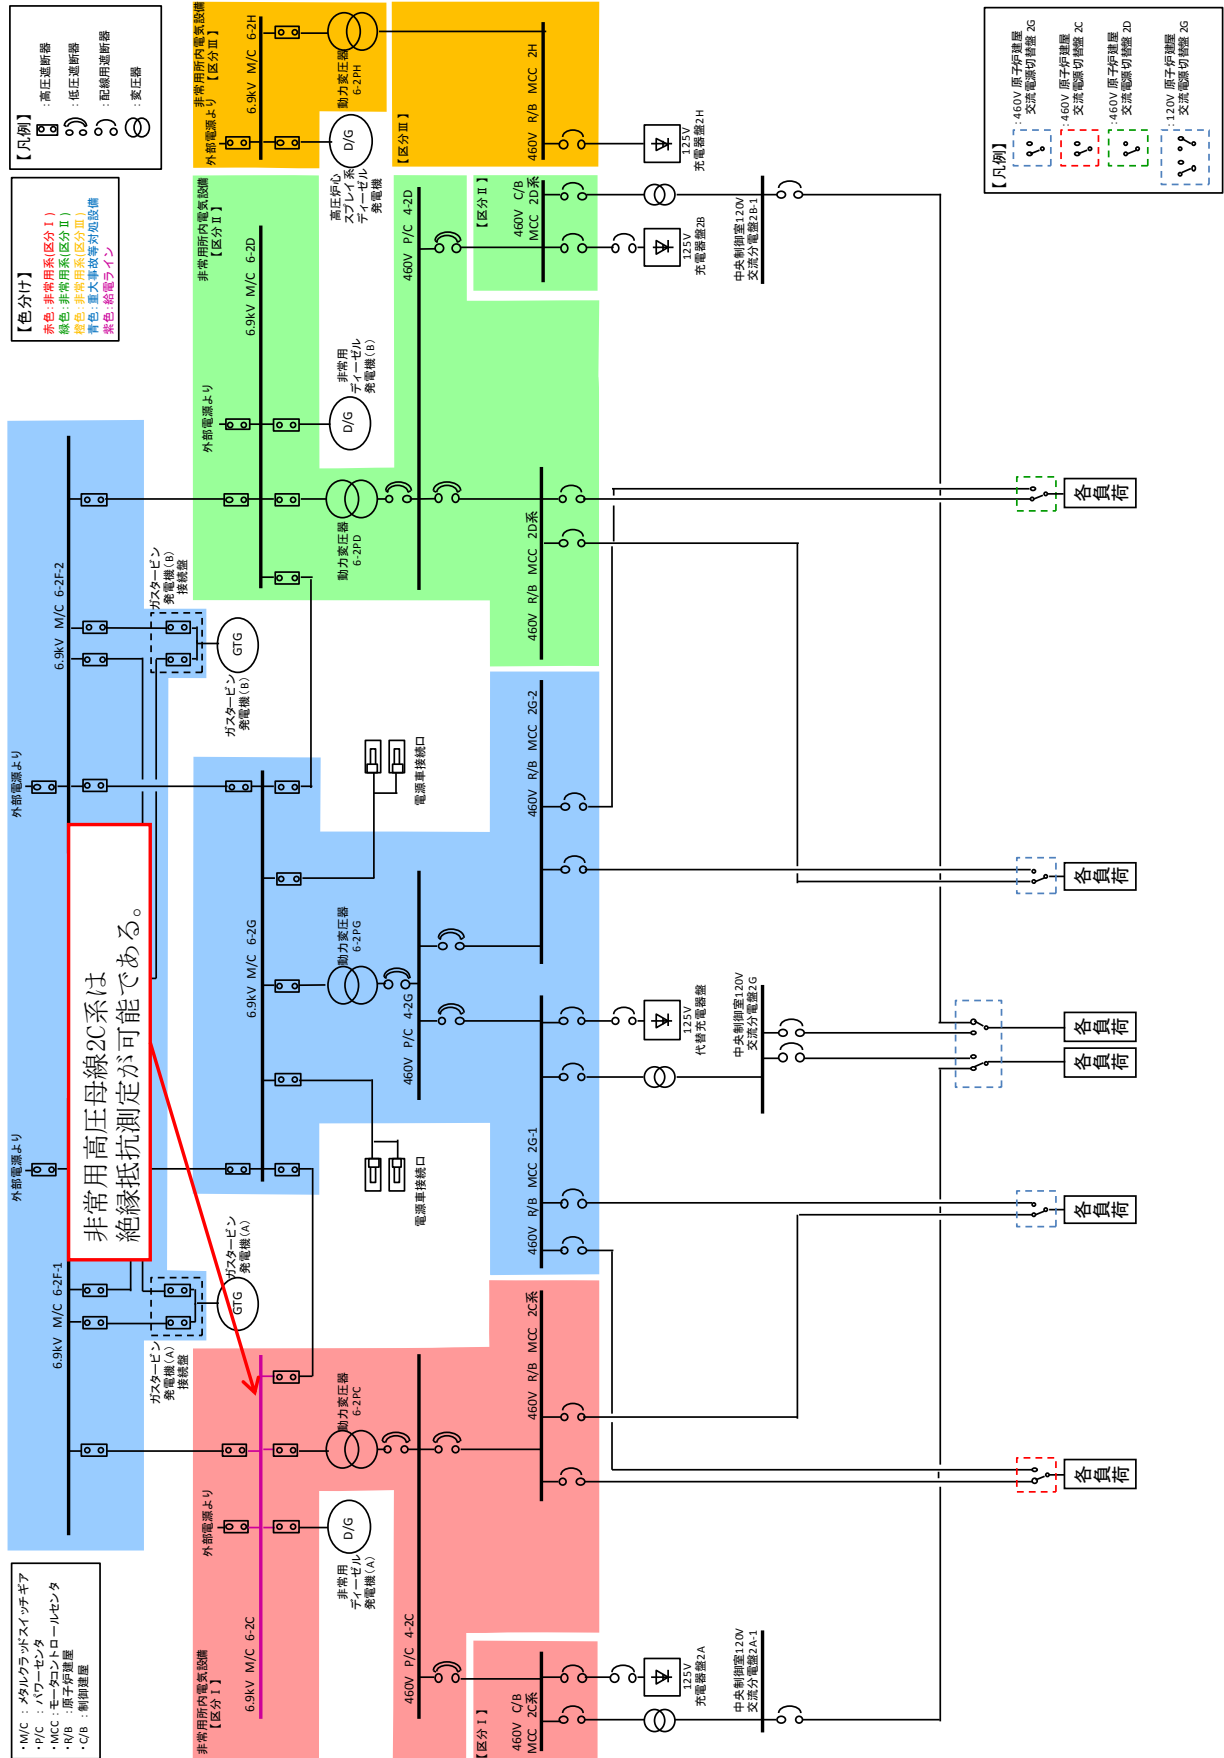 ・M/C ：メタルクラッドスイッチギア
・P/C ：パワーセンタ
・MCC：モータコントロールセンタ
・R/B ：原子炉建屋
・C/B ：制御建屋
【色分け】
赤色：非常用系(区分Ⅰ)
緑色：非常用系(区分Ⅱ)
橙色：非常用系(区分Ⅲ)
青色：重大事故等対処設備
紫色：給電ライン
【凡例】
：高圧遮断器
：低圧遮断器
：配線用遮断器
：変圧器
外部電源より
外部電源より
6.9kV M/C 6-2F-1
6.9kV M/C 6-2F-2
非常用高圧母線2C系は
絶縁抵抗測定が可能である。
ガスタービン
発電機(A)
接続盤
GTG
ガスタービン
発電機(A)
ガスタービン
発電機(B)
接続盤
GTG
ガスタービン
発電機(B)
非常用所内電気設備
【区分Ⅰ】
外部電源より
6.9kV M/C 6-2C
D/G
非常用
ディーゼル
発電機(A)
動力変圧器
6-2PC
460V P/C 4-2C
【区分Ⅰ】
460V C/B
MCC 2C系
460V R/B MCC 2C系
6.9kV M/C 6-2G
電源車接続口
電源車接続口
動力変圧器
6-2PG
460V P/C 4-2G
460V R/B MCC 2G-1
460V R/B MCC 2G-2
非常用所内電気設備
【区分Ⅱ】
外部電源より
6.9kV M/C 6-2D
D/G
非常用
ディーゼル
発電機(B)
動力変圧器
6-2PD
460V P/C 4-2D
【区分Ⅱ】
460V C/B
MCC 2D系
460V R/B MCC 2D系
非常用所内電気設備
【区分Ⅲ】
外部電源より
6.9kV M/C 6-2H
D/G
高圧炉心
スプレイ系
ディーゼル
発電機
動力変圧器
6-2PH
【区分Ⅲ】
460V R/B MCC 2H
125V
充電器盤2A
中央制御室120V
交流分電盤2A-1
125V
代替充電器盤
中央制御室120V
交流分電盤2G
125V
充電器盤2B
中央制御室120V
交流分電盤2B-1
125V
充電器盤2H
各負荷
各負荷
各負荷
各負荷
各負荷
各負荷
【凡例】
：460V 原子炉建屋
交流電源切替盤 2G
：460V 原子炉建屋
交流電源切替盤 2C
：460V 原子炉建屋
交流電源切替盤 2D
：120V 原子炉建屋
交流電源切替盤 2G